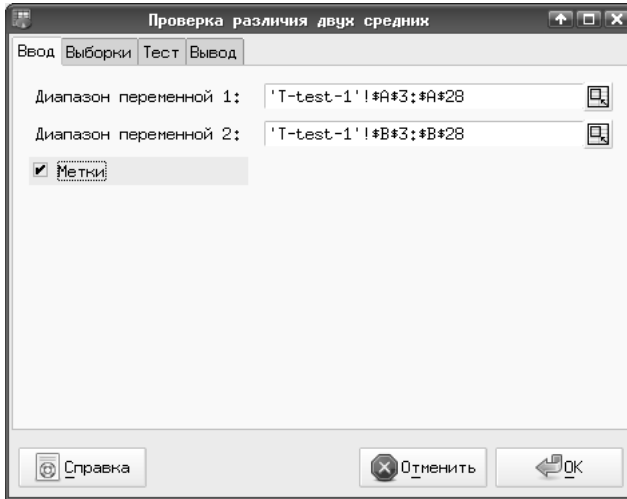 Проверка различия двух средних
Ввод Выборки Тест Вывод
Диапазон переменной 1: 'T-test-1'!$A$3:$A$28
Диапазон переменной 2: 'T-test-1'!$B$3:$B$28
Метки
Справка Отменить OK